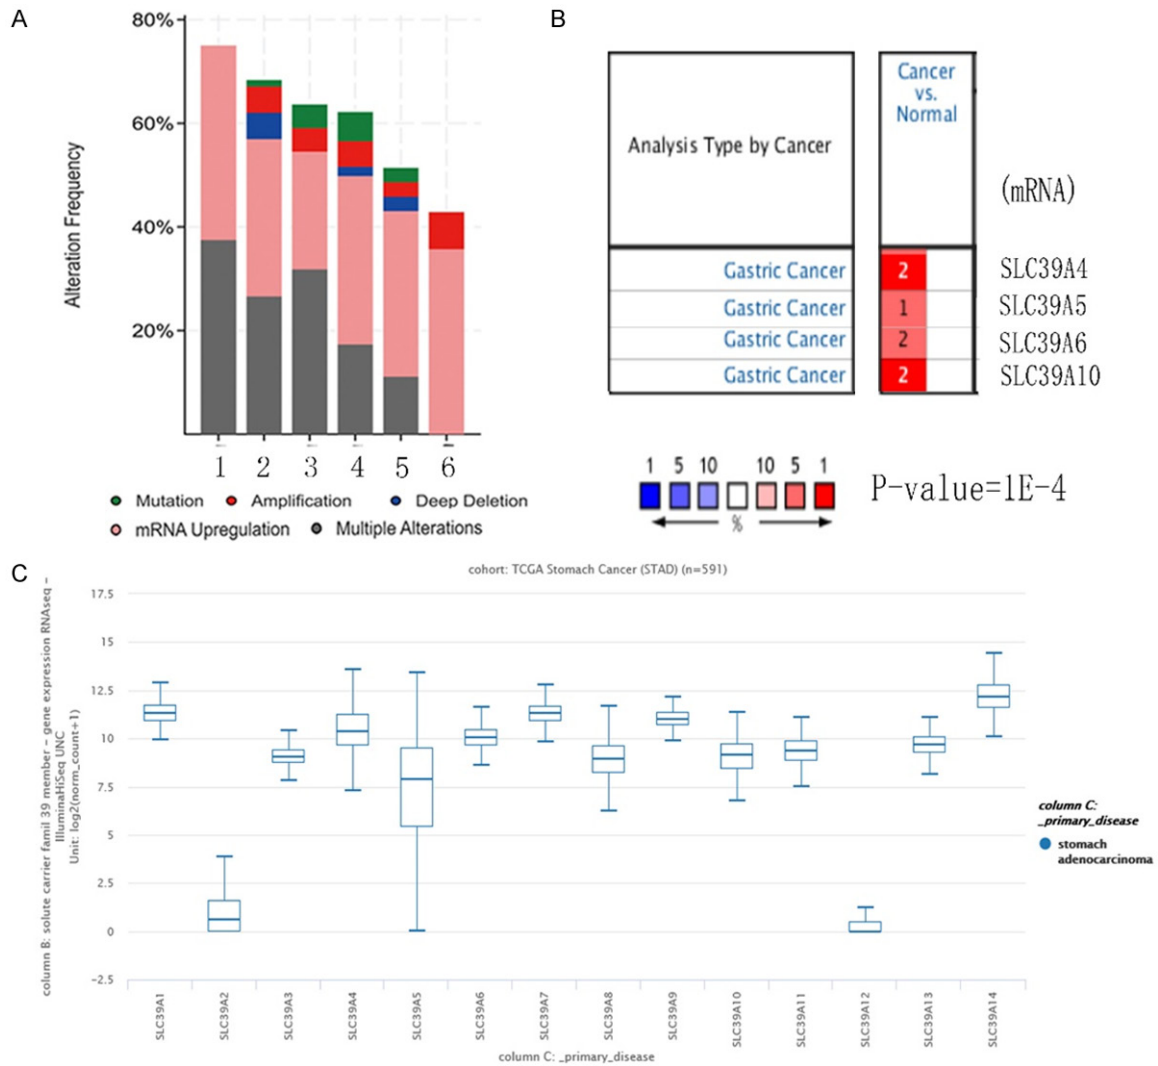 A
80%
60%
40%
20%
Alteration Frequency
1 2 3 4 5 6
Mutation Amplification Deep Deletion
mRNA Upregulation Multiple Alterations
B
Analysis Type by Cancer
Cancer
vs.
Normal
(mRNA)
Gastric Cancer 2 SLC39A4
Gastric Cancer 1 SLC39A5
Gastric Cancer 2 SLC39A6
Gastric Cancer 2 SLC39A10
1 5 10 10 5 1
%
P-value=1E-4
C
cohort: TCGA Stomach Cancer (STAD) (n=591)
column B: solute carrier famil 39 member – gene expression RNAseq –
IlluminaHiSeq UNC
Unit: log2(norm_count+1)
17.5
15
12.5
10
7.5
5
2.5
0
-2.5
SLC39A1
SLC39A2
SLC39A3
SLC39A4
SLC39A5
SLC39A6
SLC39A7
SLC39A8
SLC39A9
SLC39A10
SLC39A11
SLC39A12
SLC39A13
SLC39A14
column C: _primary_disease
column C:
_primary_disease
stomach
adenocarcinoma